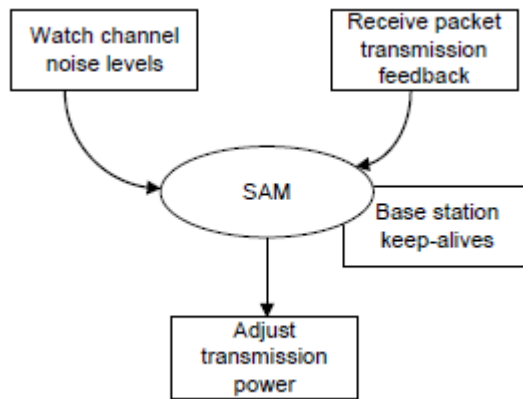 Watch channel
noise levels
Receive packet
transmission
feedback
SAM
Base station
keep-alives
Adjust
transmission
power